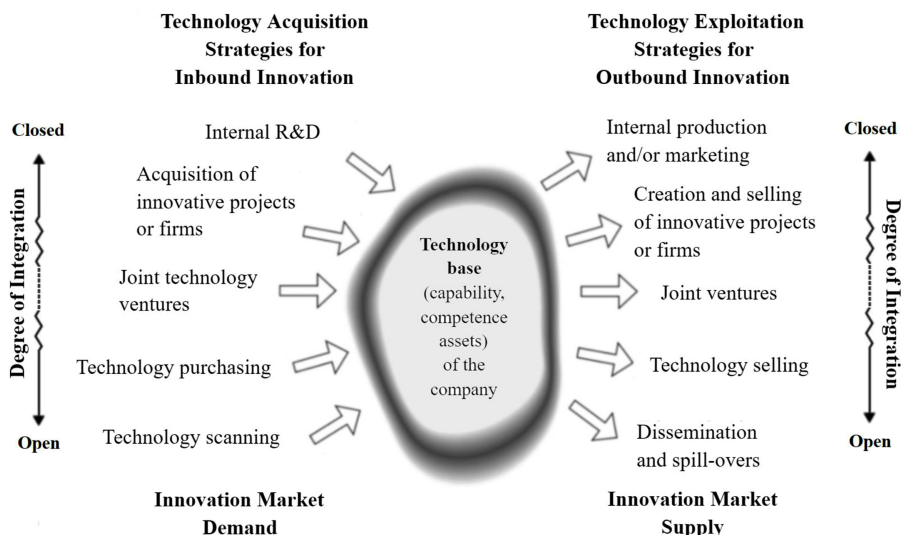 Technology Acquisition
Strategies for
Inbound Innovation
Technology Exploitation
Strategies for
Outbound Innovation
Closed
Degree of Integration
Open
Internal R&D
Acquisition of
innovative projects
or firms
Joint technology
ventures
Technology purchasing
Technology scanning
Technology
base
(capability,
competence
assets)
of the
company
Internal production
and/or marketing
Creation and selling
of innovative projects
or firms
Joint ventures
Technology selling
Dissemination
and spill-overs
Closed
Degree of Integration
Open
Innovation Market
Demand
Innovation Market
Supply